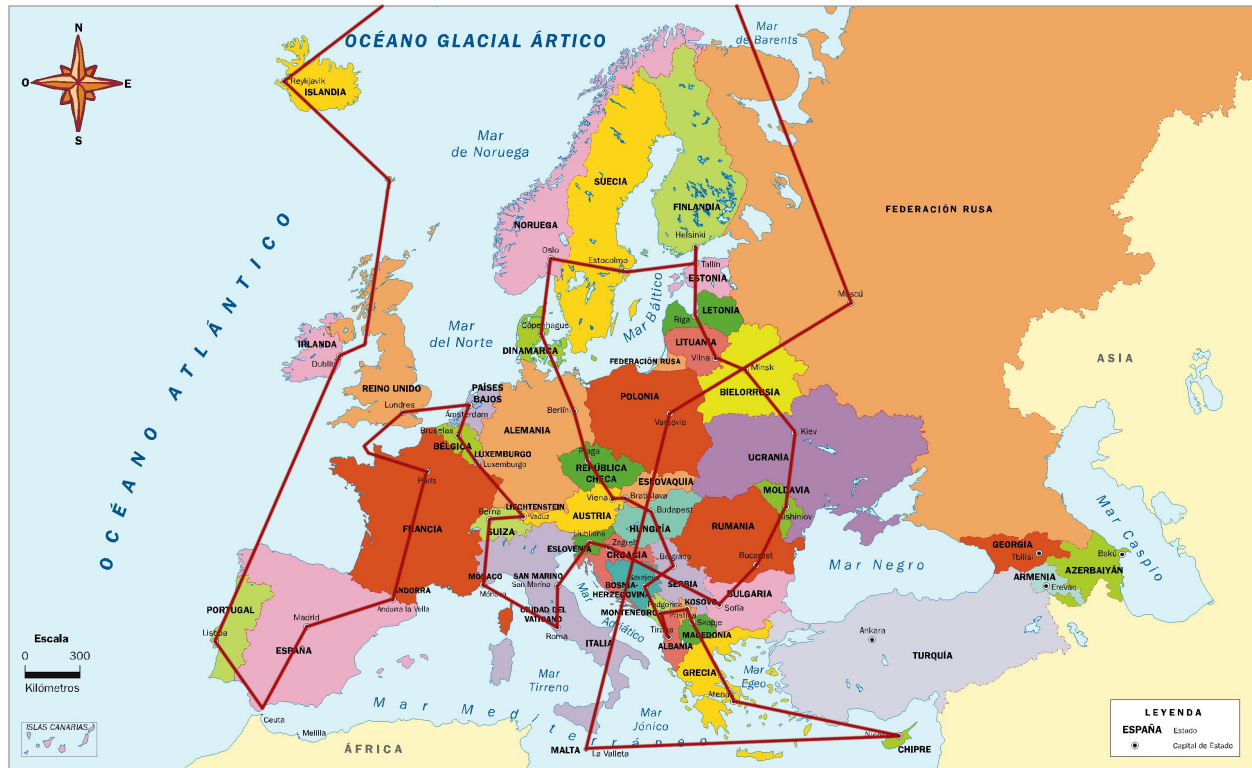 N
O
E
S
OCÉANO GLACIAL ÁRTICO
Mar
de Barents
Reykjavik
ISLANDIA
Mar
de Noruega
SUECIA
FINLANDIA
NORUEGA
Helsinki
FEDERACIÓN RUSA
OCÉANO ATLÁNTICO
Oslo
Estocolmo
Tallín
ESTONIA
Mar Báltico
Moscú
LETONIA
Riga
Copenhague
Mar
del Norte
DINAMARCA
LITUANIA
Vilna
FEDERACIÓN RUSA
Minsk
ASIA
IRLANDA
Dublín
REINO UNIDO
Londres
PAÍSES
BAJOS
Ámsterdam
BIELORRUSIA
POLONIA
Varsovia
Berlín
ALEMANIA
Bruselas
BÉLGICA
LUXEMBURGO
Luxemburgo
Kiev
UCRANIA
Praga
REPÚBLICA
CHECA
ESLOVAQUIA
París
Viena
Bratislava
MOLDAVIA
Kishiniov
LIECHTENSTEIN
Vaduz
Berna
SUIZA
AUSTRIA
Budapest
HUNGRÍA
FRANCIA
RUMANIA
Bucarest
Liubliana
ESLOVENIA
Zagreb
CROACIA
Belgrado
Mar Caspio
GEORGIA
Tbilisi
Bakú
AZERBAIYÁN
ARMENIA
Ereván
Mar Negro
MÓNACO
Mónaco
SAN MARINO
San Marino
Sarajevo
BOSNIA-
HERZEGOVINA
SERBIA
BULGARIA
Sofía
ANDORRA
Andorra la Vella
CIUDAD DEL
VATICANO
Roma
ITALIA
Mar
Adriático
MONTENEGRO
Podgorica
KOSOVO
Pristina
Skopje
MACEDONIA
Tirana
ALBANIA
PORTUGAL
Lisboa
Madrid
ESPAÑA
Escala
0 300
Kilómetros
Ankara
TURQUÍA
GRECIA
Atenas
Mar
Egeo
Mar
Tirreno
Mar
Jónico
Mar Mediterráneo
Ceuta
Melilla
ISLAS CANARIAS
ÁFRICA
MALTA
La Valleta
CHIPRE
LEYENDA
ESPAÑA Estado
Capital de Estado